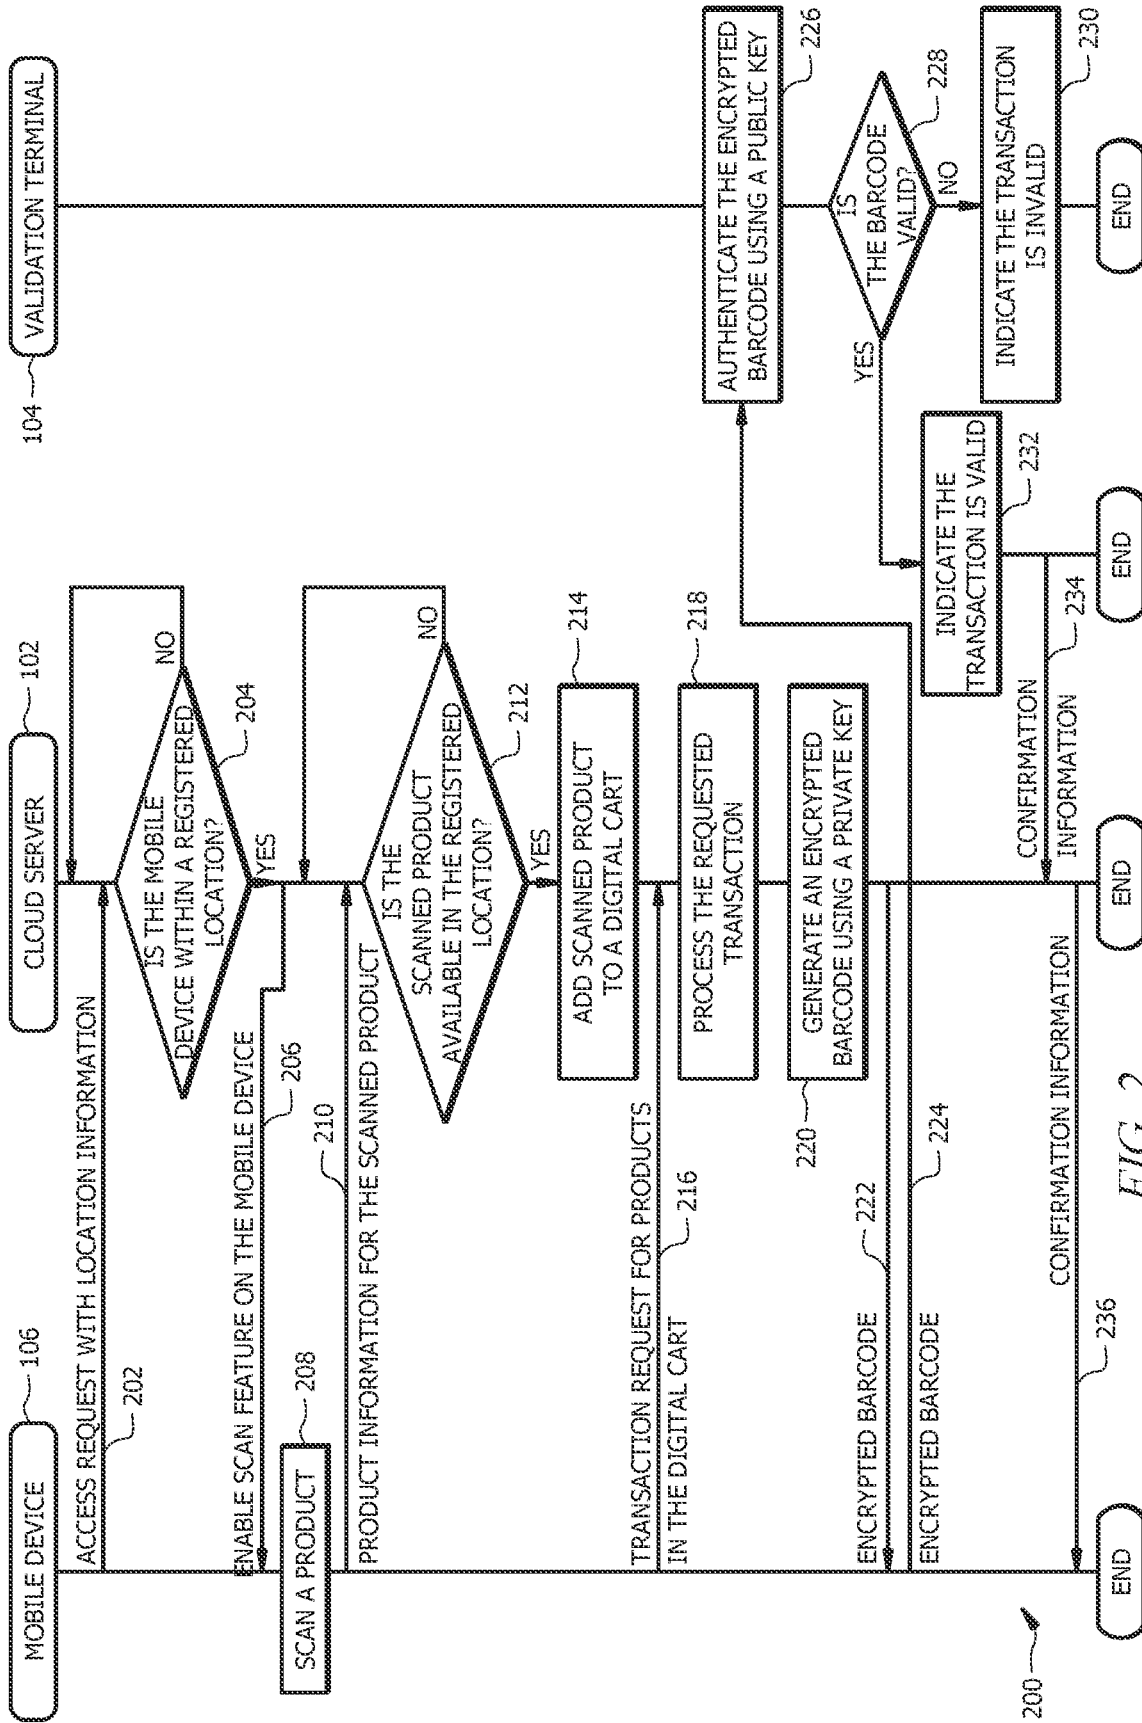 MOBILE DEVICE
106
CLOUD SERVER
102
104
VALIDATION TERMINAL
ACCESS REQUEST WITH LOCATION INFORMATION
202
IS THE MOBILE
DEVICE WITHIN A REGISTERED
LOCATION?
204
NO
YES
ENABLE SCAN FEATURE ON THE MOBILE DEVICE
206
SCAN A PRODUCT
208
210
PRODUCT INFORMATION FOR THE SCANNED PRODUCT
IS THE
SCANNED PRODUCT
AVAILABLE IN THE REGISTERED
LOCATION?
212
NO
YES
ADD SCANNED PRODUCT
TO A DIGITAL CART
214
TRANSACTION REQUEST FOR PRODUCTS
IN THE DIGITAL CART
216
PROCESS THE REQUESTED
TRANSACTION
218
GENERATE AN ENCRYPTED
BARCODE USING A PRIVATE KEY
220
ENCRYPTED BARCODE
222
ENCRYPTED BARCODE
224
AUTHENTICATE THE ENCRYPTED
BARCODE USING A PUBLIC KEY
226
IS
THE BARCODE
VALID?
228
YES
NO
INDICATE THE
TRANSACTION IS VALID
232
INDICATE THE TRANSACTION
IS INVALID
230
CONFIRMATION
INFORMATION
234
CONFIRMATION INFORMATION
236
END
END
END
END
200
FIG. 2